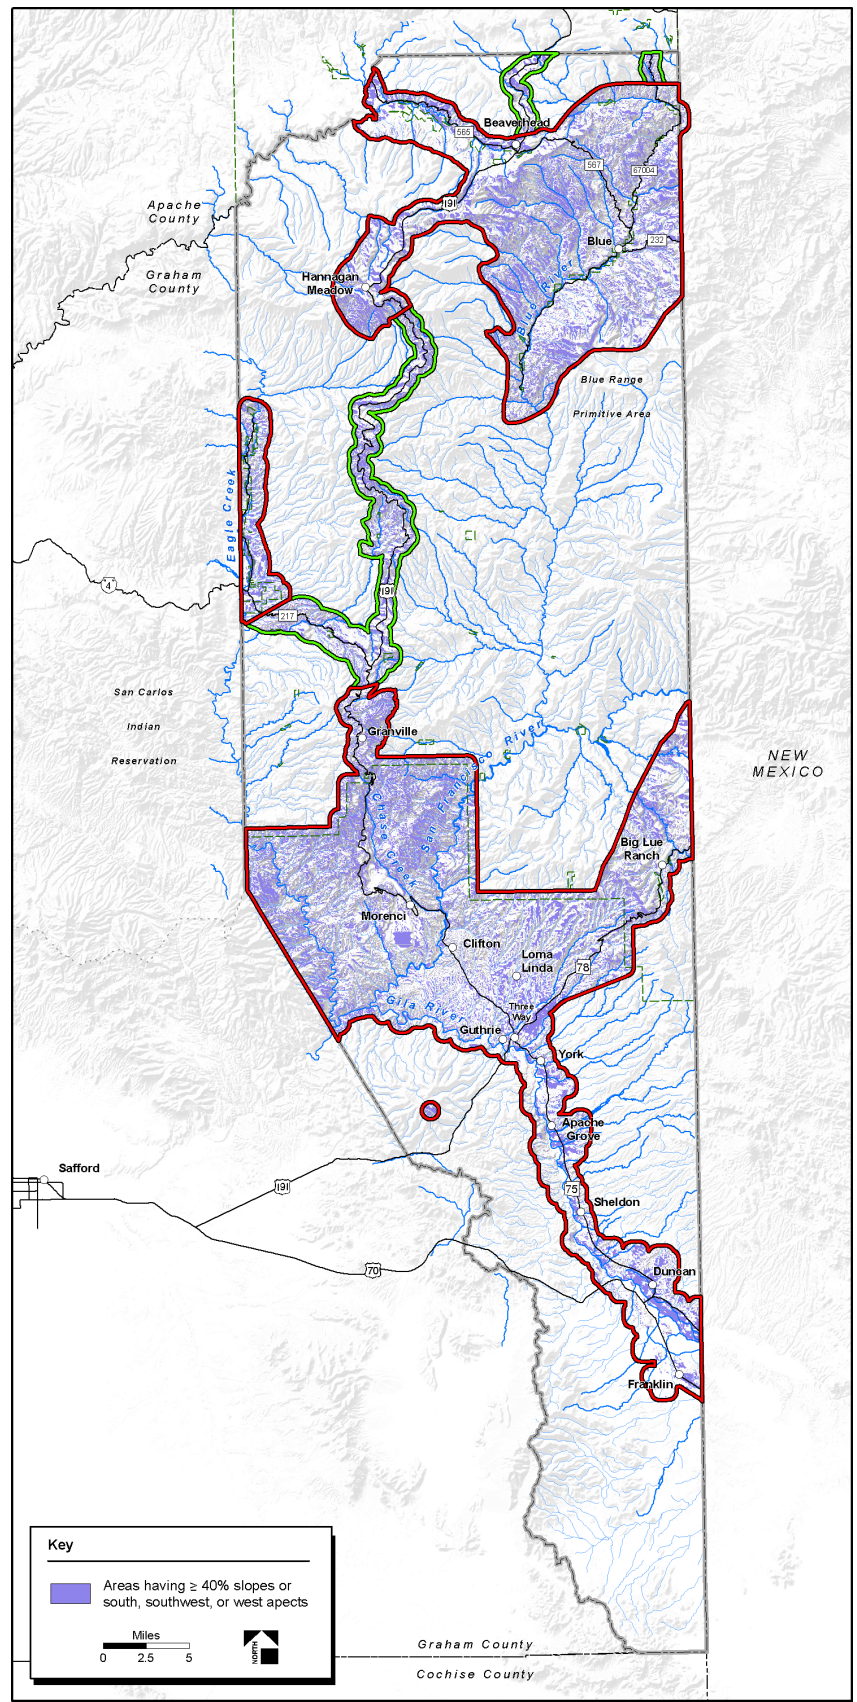 Beaverhead
565
567
67004
Apache
County
191
Blue
232
Graham
County
Hannagan
Meadow
Blue River
Blue Range
Primitive Area
Eagle Creek
4
191
217
San Carlos
Indian
Reservation
Granville
San Francisco River
NEW
MEXICO
Chase Creek
Big Lue
Ranch
Morenci
Clifton
Loma
Linda
78
Gila River
Three
Way
Guthrie
York
Apache
Grove
Safford
191
75
Sheldon
70
Duncan
Franklin
Key
Areas having ≥ 40% slopes or
south, southwest, or west apects
Miles
0 2.5 5
NORTH
Graham County
Cochise County